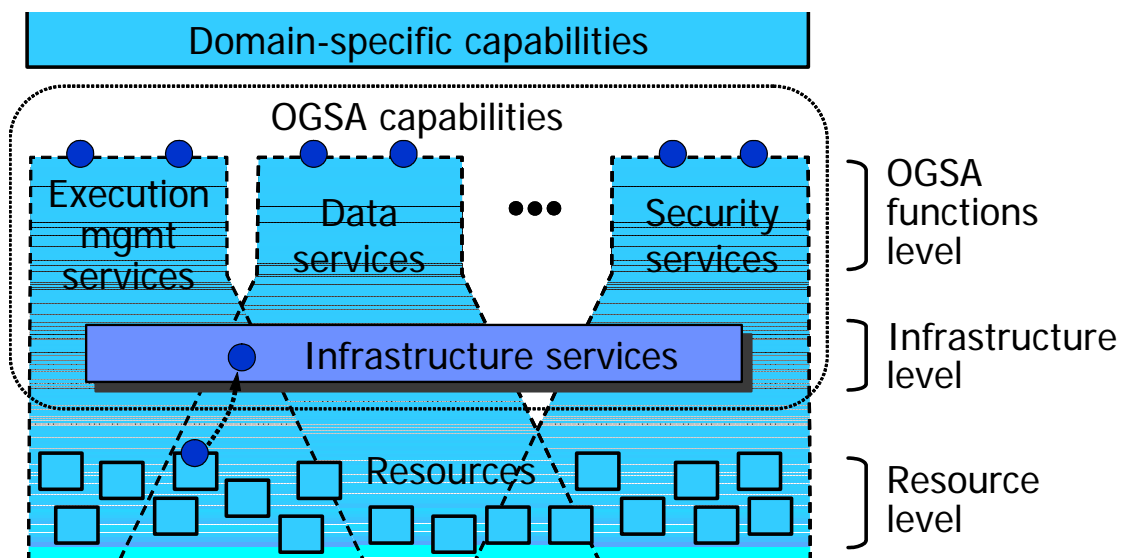 Domain-specific capabilities
OGSA capabilities
Execution
mgmt
services
Data
services
Security
services
OGSA
functions
level
Infrastructure services
Infrastructure
level
Resources
Resource
level